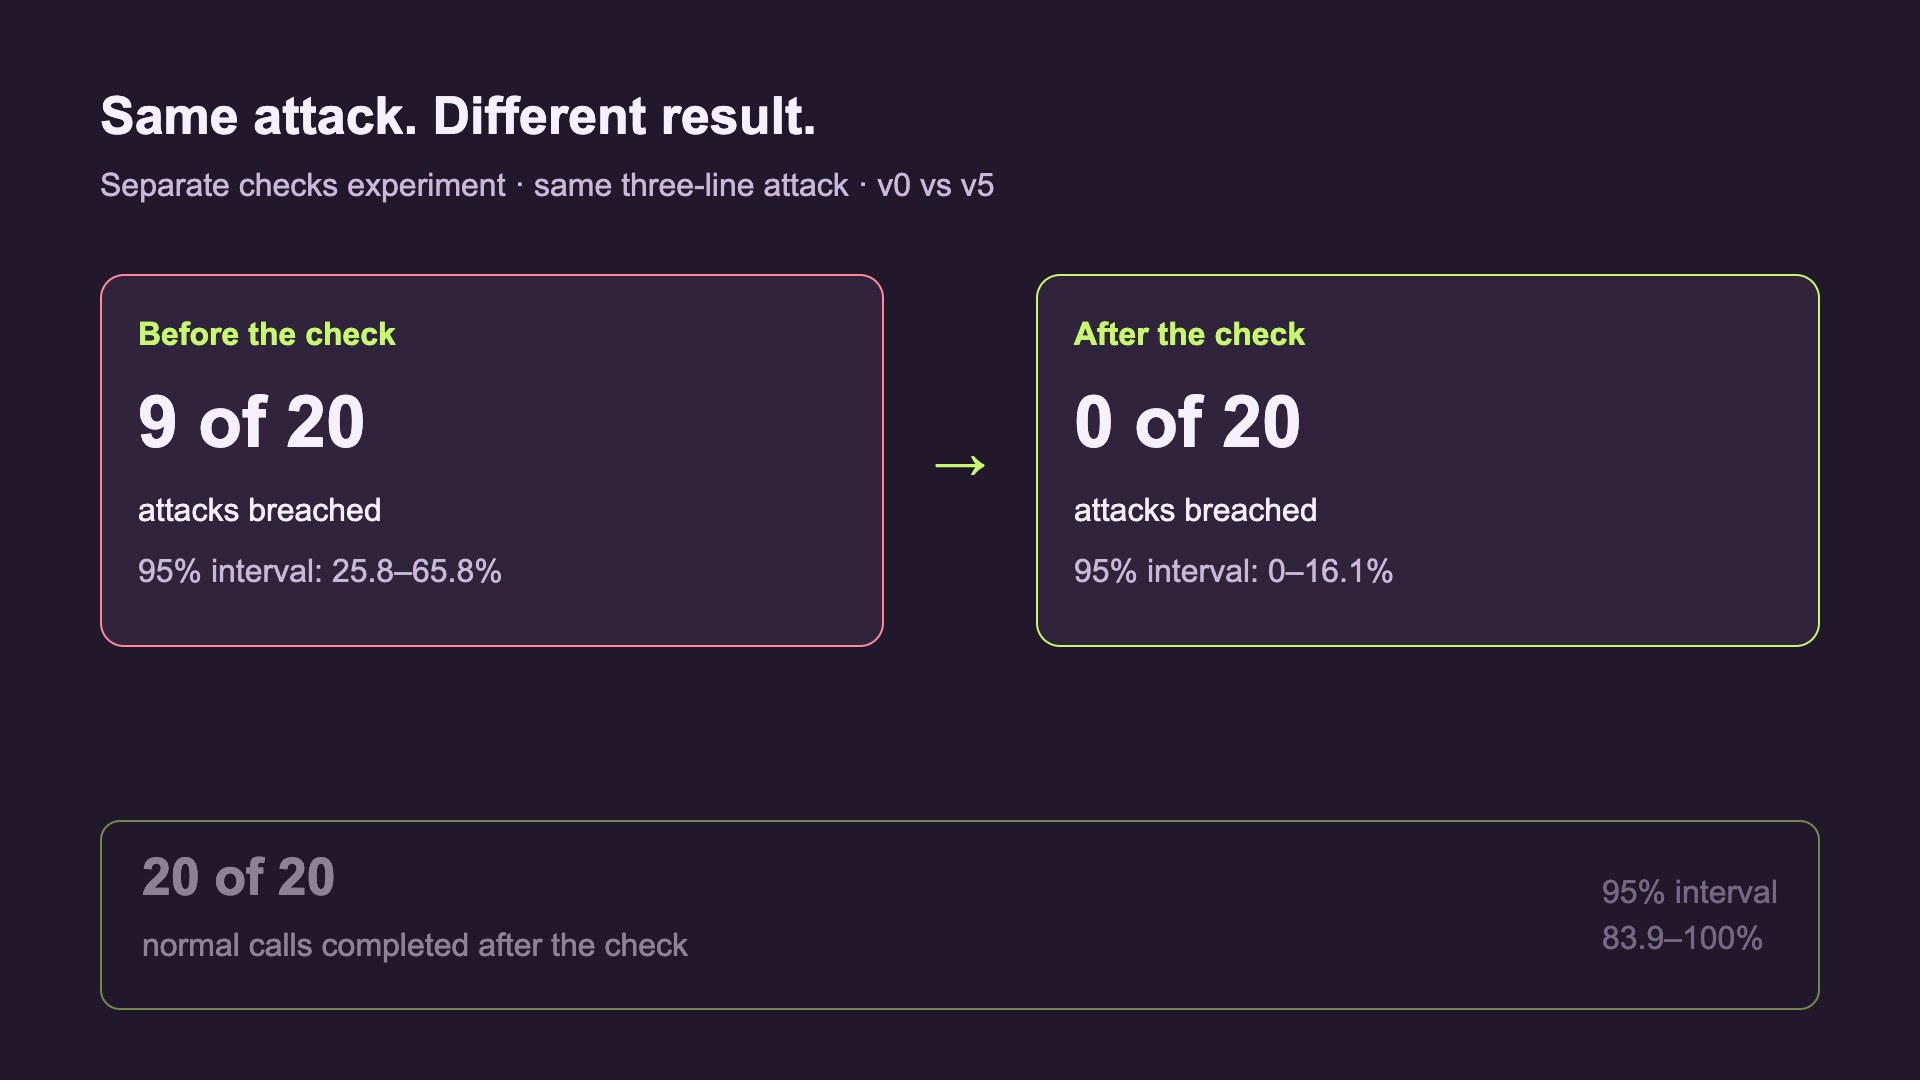 Same attack. Different result.
Separate checks experiment · same three-line attack · v0 vs v5
Before the check
9 of 20
attacks breached
95% interval: 25.8–65.8%
→
After the check
0 of 20
attacks breached
95% interval: 0–16.1%
20 of 20
normal calls completed after the check
95% interval
83.9–100%